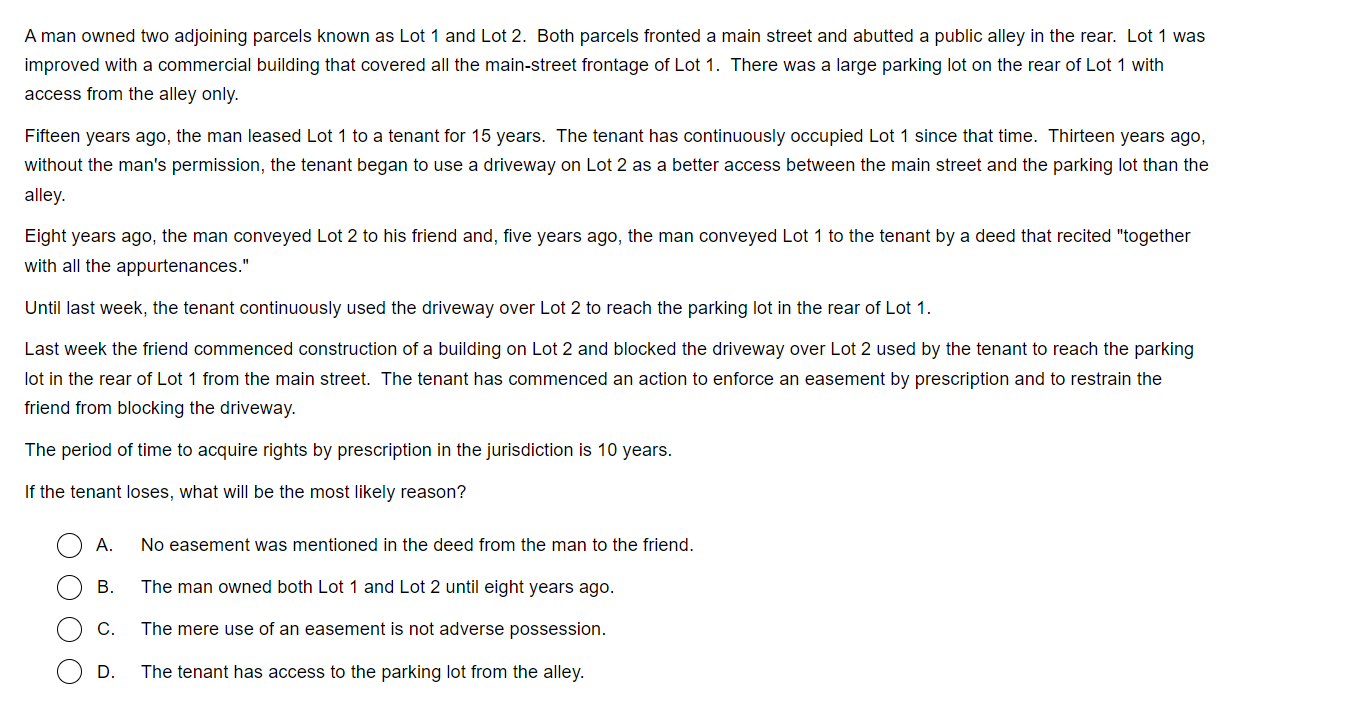 A man owned two adjoining parcels known as Lot 1 and Lot 2.  Both parcels fronted a main street and abutted a public alley in the rear.  Lot 1 was
improved with a commercial building that covered all the main-street frontage of Lot 1.  There was a large parking lot on the rear of Lot 1 with
access from the alley only.
Fifteen years ago, the man leased Lot 1 to a tenant for 15 years.  The tenant has continuously occupied Lot 1 since that time.  Thirteen years ago,
without the man's permission, the tenant began to use a driveway on Lot 2 as a better access between the main street and the parking lot than the
alley.
Eight years ago, the man conveyed Lot 2 to his friend and, five years ago, the man conveyed Lot 1 to the tenant by a deed that recited "together
with all the appurtenances."
Until last week, the tenant continuously used the driveway over Lot 2 to reach the parking lot in the rear of Lot 1.
Last week the friend commenced construction of a building on Lot 2 and blocked the driveway over Lot 2 used by the tenant to reach the parking
lot in the rear of Lot 1 from the main street.  The tenant has commenced an action to enforce an easement by prescription and to restrain the
friend from blocking the driveway.
The period of time to acquire rights by prescription in the jurisdiction is 10 years.
If the tenant loses, what will be the most likely reason?
A. No easement was mentioned in the deed from the man to the friend.
B. The man owned both Lot 1 and Lot 2 until eight years ago.
C. The mere use of an easement is not adverse possession.
D. The tenant has access to the parking lot from the alley.